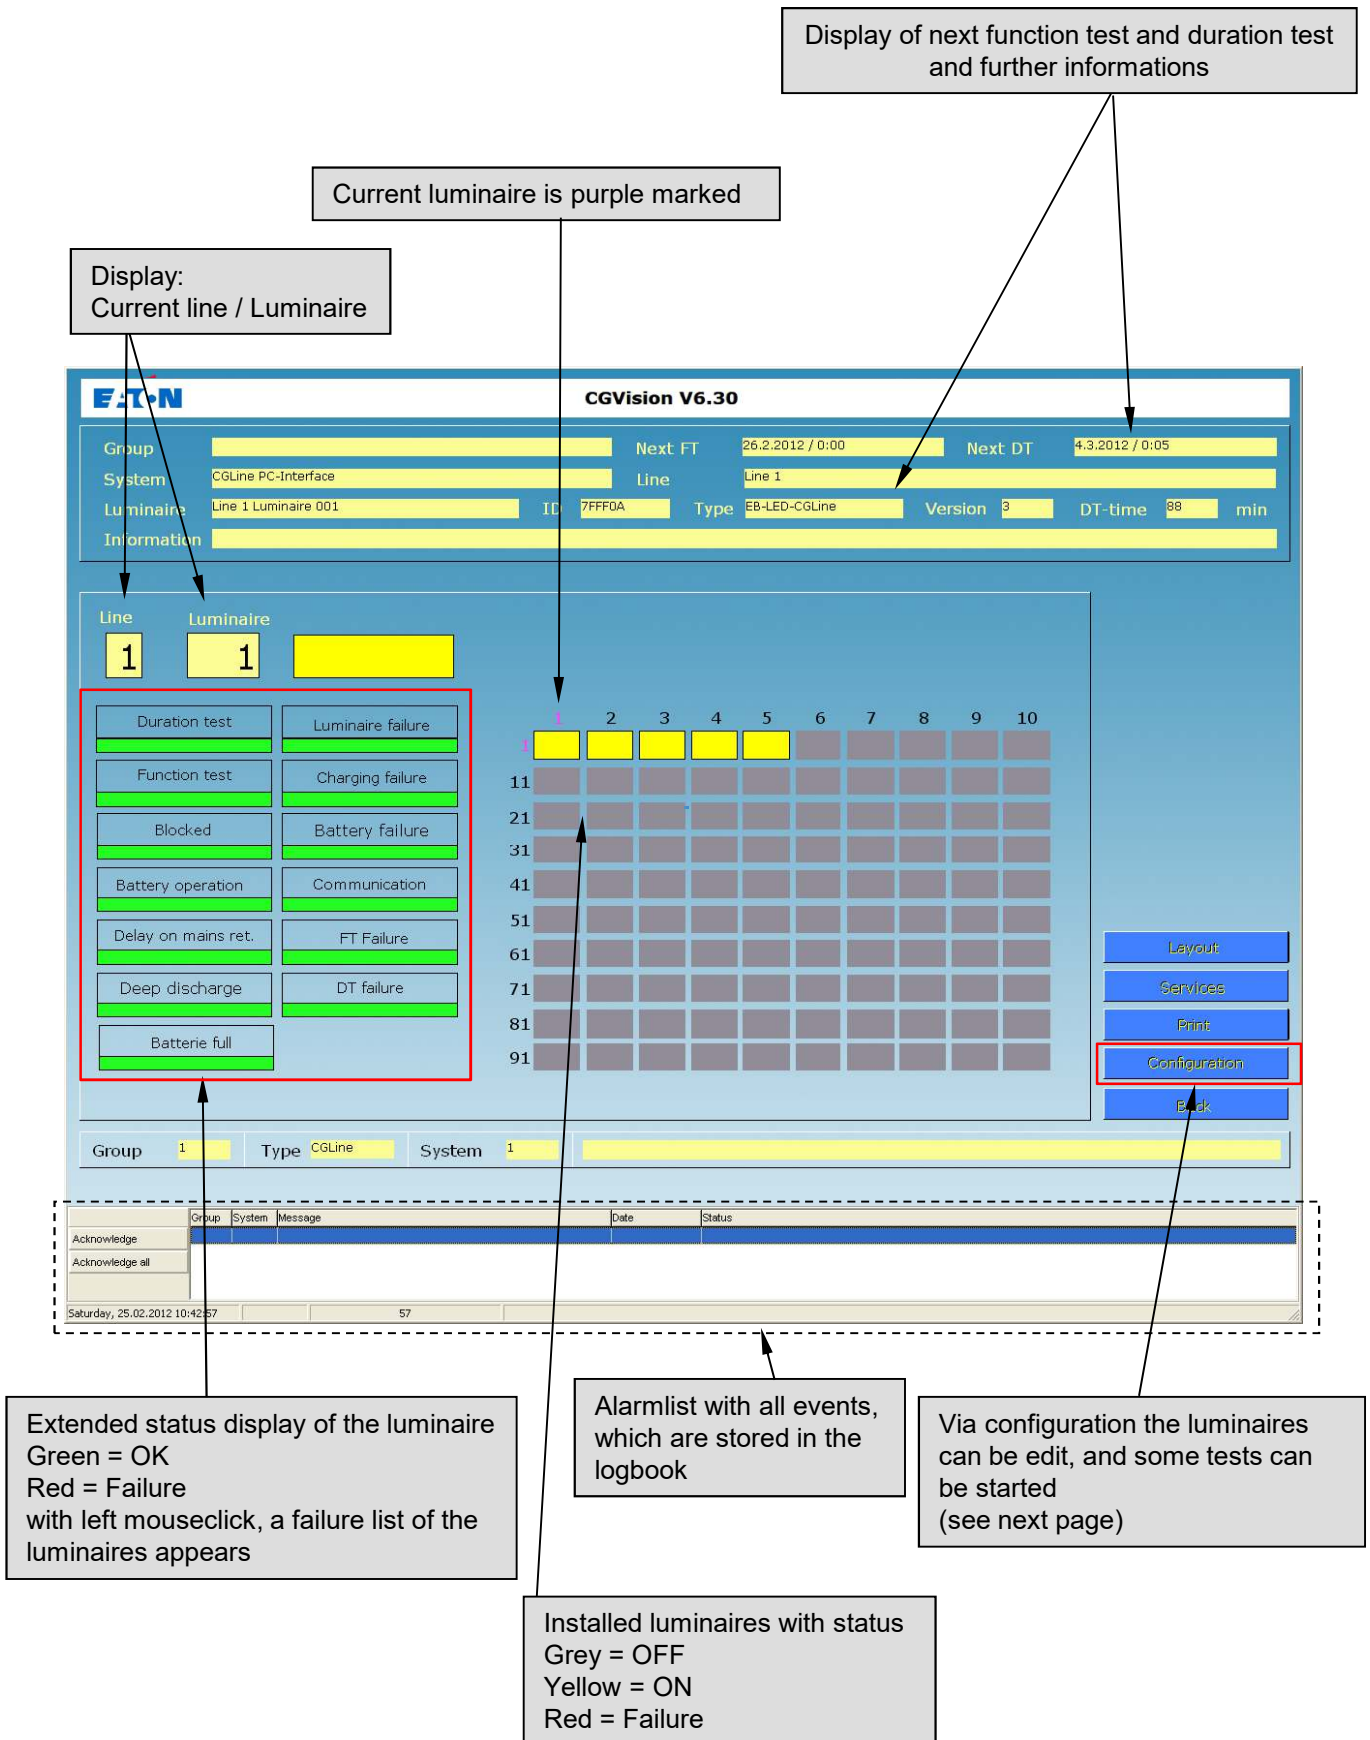 Display of next function test and duration test
and further informations
Current luminaire is purple marked
Display:
Current line / Luminaire
EATON
CGVision V6.30
Group Next FT 26.2.2012 / 0:00 Next DT 4.3.2012 / 0:05
System CGLine PC-Interface Line Line 1
Luminaire Line 1 Luminaire 001 ID 7FFF0A Type EB-LED-CGLine Version 3 DT-time 88 min
Information
Line Luminaire
1 1
Duration test Luminaire failure
Function test Charging failure
Blocked Battery failure
Battery operation Communication
Delay on mains ret. FT Failure
Deep discharge DT failure
Batterie full
1 2 3 4 5 6 7 8 9 10
1
11
21
31
41
51
61
71
81
91
Layout
Services
Print
Configuration
Back
Group 1 Type CGLine System 1
Group System Message Date Status
Acknowledge
Acknowledge all
Saturday, 25.02.2012 10:42:57 57
Extended status display of the luminaire
Green = OK
Red = Failure
with left mouseclick, a failure list of the
luminaires appears
Alarmlist with all events,
which are stored in the
logbook
Via configuration the luminaires
can be edit, and some tests can
be started
(see next page)
Installed luminaires with status
Grey = OFF
Yellow = ON
Red = Failure